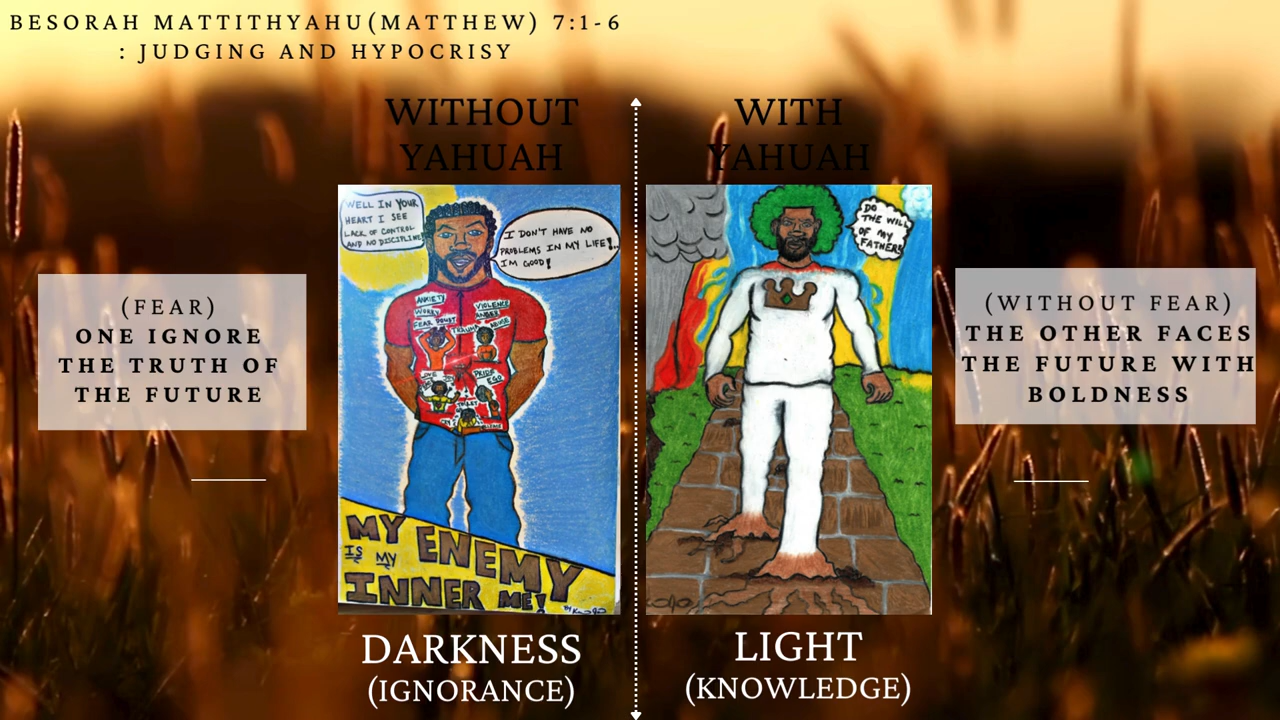 BESORAH MATTITHYAHU(MATTHEW) 7:1-6
: JUDGING AND HYPOCRISY
WITHOUT
YAHUAH
WITH
YAHUAH
WELL IN YOUR
HEART I SEE
LACK OF CONTROL
AND NO DISCIPLINE
I DON'T HAVE NO
PROBLEMS IN MY LIFE!..
I'M GOOD!
ANXIETY
WORRY
FEAR DOUBT
TRAUMA
VIOLENCE
ANGER
ABUSE
PRIDE
EGO
MY ENEMY
IS MY
INNER ME!
DO
THE WILL
OF MY
FATHER!
(FEAR)
ONE IGNORE
THE TRUTH OF
THE FUTURE
(WITHOUT FEAR)
THE OTHER FACES
THE FUTURE WITH
BOLDNESS
DARKNESS
(IGNORANCE)
LIGHT
(KNOWLEDGE)